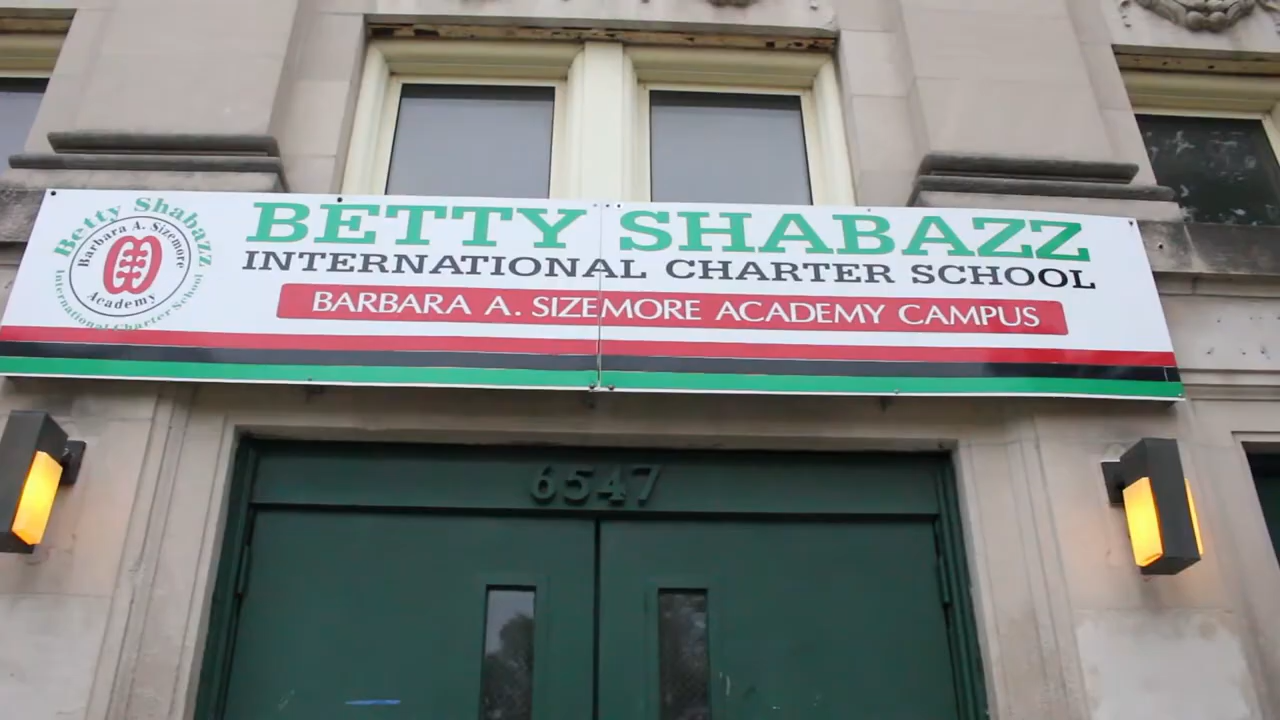 Betty Shabazz
Barbara A. Sizemore
Academy
International Charter School
BETTY SHABAZZ
INTERNATIONAL CHARTER SCHOOL
BARBARA A. SIZEMORE ACADEMY CAMPUS
6547